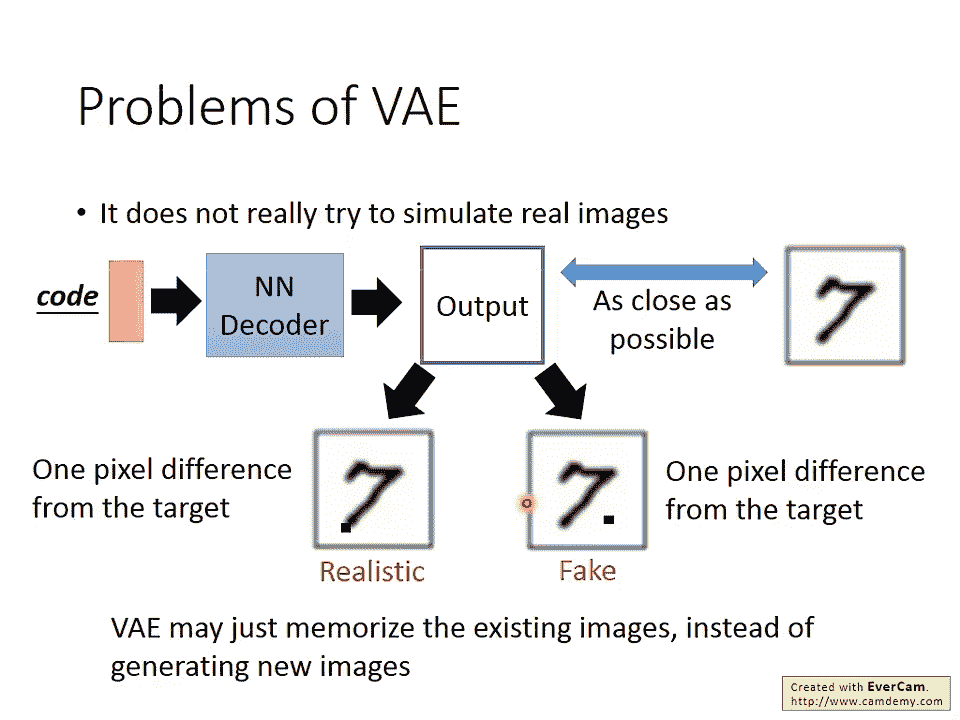 Problems of VAE
• It does not really try to simulate real images
code
NN
Decoder
Output
As close as
possible
One pixel difference
from the target
Realistic
Fake
One pixel difference
from the target
VAE may just memorize the existing images, instead of
generating new images
Created with EverCam.
http://www.camdemy.com